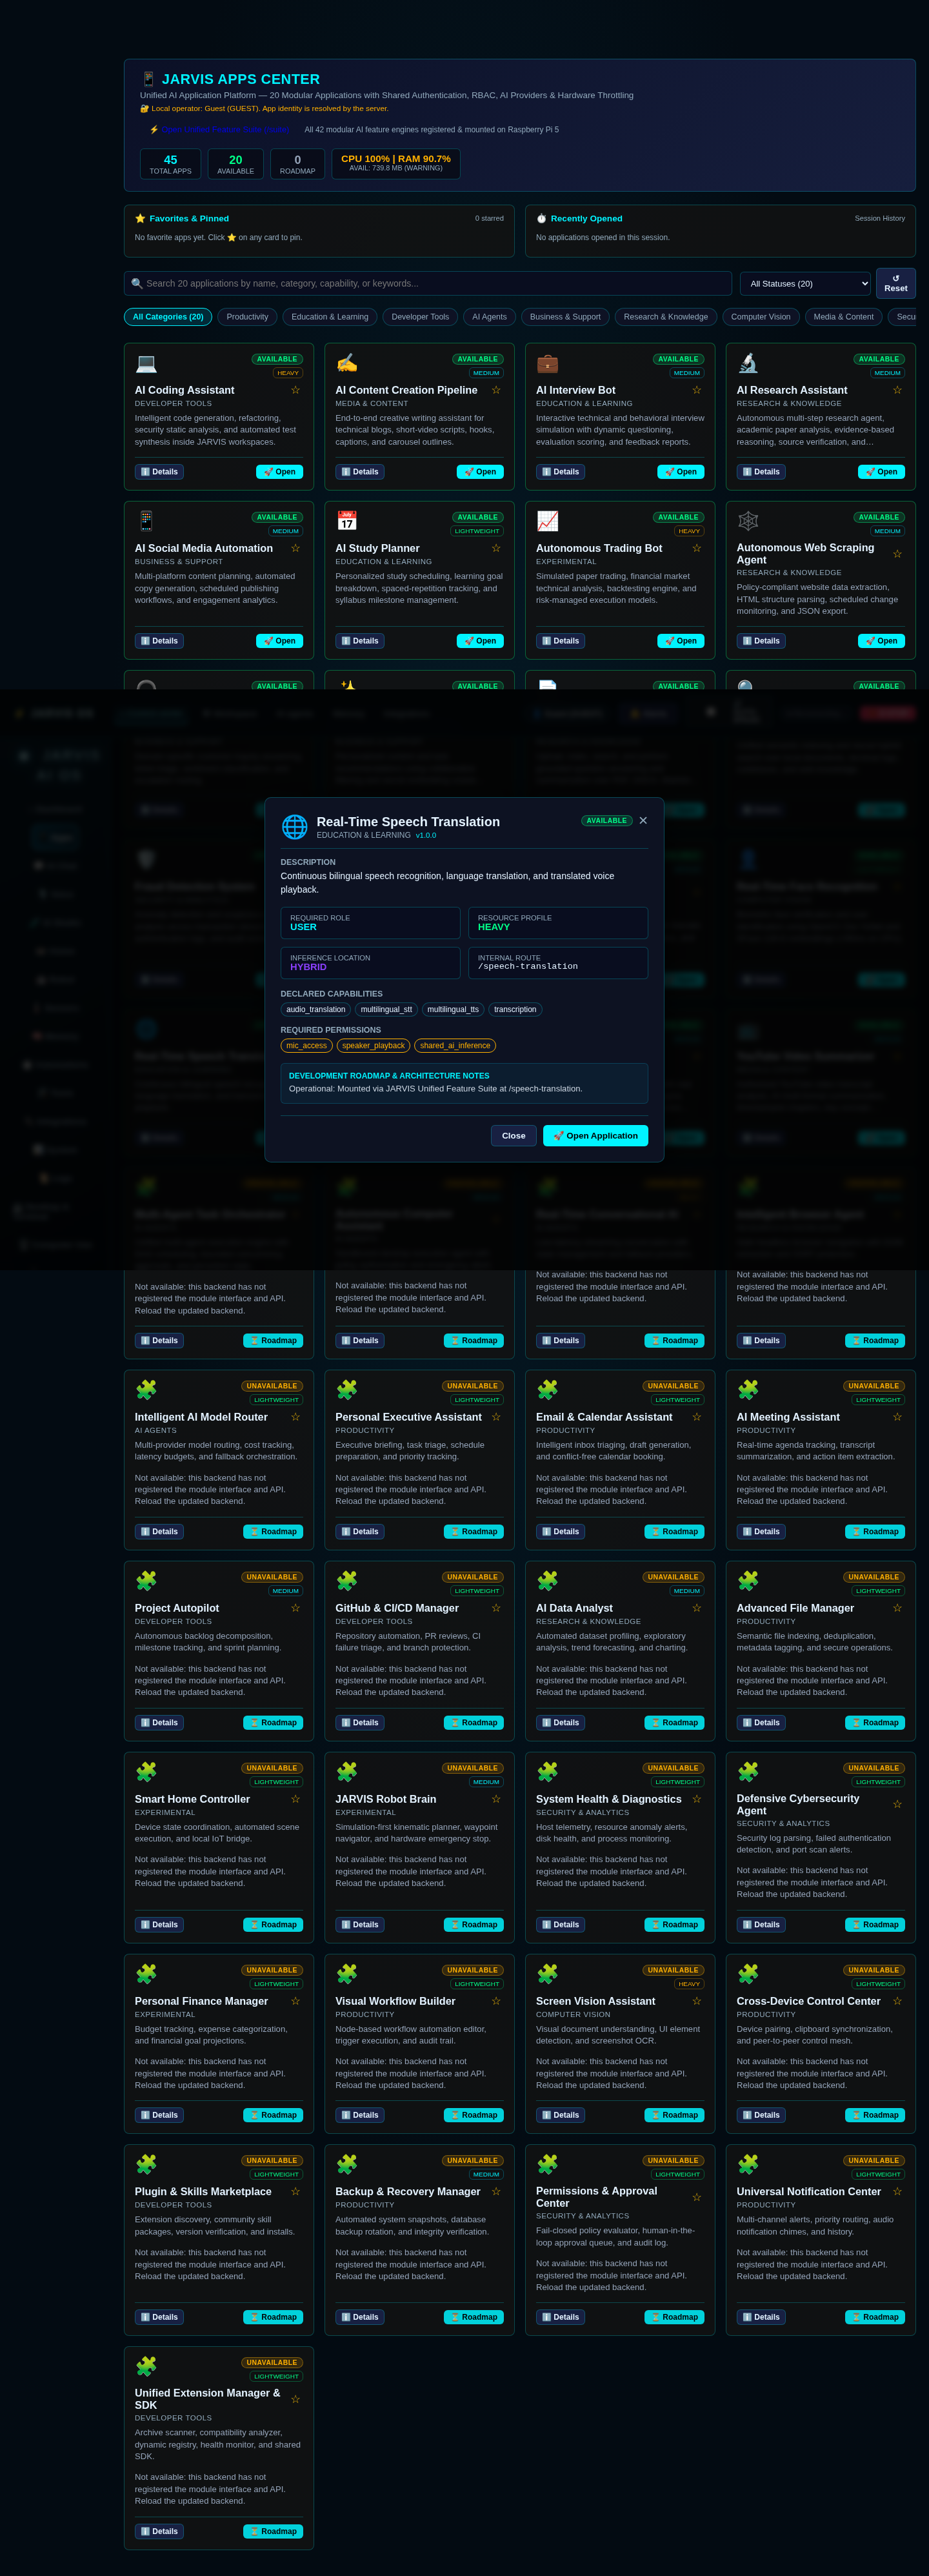 📱 JARVIS APPS CENTER
Unified AI Application Platform — 20 Modular Applications with Shared Authentication, RBAC, AI Providers & Hardware Throttling
🔐 Local operator: Guest (GUEST). App identity is resolved by the server.
All 42 modular AI feature engines registered & mounted on Raspberry Pi 5
45
TOTAL APPS
20
AVAILABLE
0
ROADMAP
CPU 100% | RAM 90.7%
AVAIL: 739.8 MB (WARNING)
⭐ Favorites & Pinned
0 starred
No favorite apps yet. Click ⭐ on any card to pin.
⏱️ Recently Opened
Session History
No applications opened in this session.
🔍 Search 20 applications by name, category, capability, or keywords...
All Statuses (20)
↺
Reset
All Categories (20)
Productivity
Education & Learning
Developer Tools
AI Agents
Business & Support
Research & Knowledge
Computer Vision
Media & Content
AVAILABLE
HEAVY
AI Coding Assistant
DEVELOPER TOOLS
Intelligent code generation, refactoring,
security static analysis, and automated test
synthesis inside JARVIS workspaces.
ℹ️ Details
🚀 Open
AVAILABLE
MEDIUM
AI Content Creation Pipeline
MEDIA & CONTENT
End-to-end creative writing assistant for
technical blogs, short-video scripts, hooks,
captions, and carousel outlines.
ℹ️ Details
🚀 Open
AVAILABLE
MEDIUM
AI Interview Bot
EDUCATION & LEARNING
Interactive technical and behavioral interview
simulation with dynamic questioning,
evaluation scoring, and feedback reports.
ℹ️ Details
🚀 Open
AVAILABLE
MEDIUM
AI Research Assistant
RESEARCH & KNOWLEDGE
Autonomous multi-step research agent,
academic paper analysis, evidence-based
reasoning, source verification, and…
ℹ️ Details
🚀 Open
AVAILABLE
MEDIUM
AI Social Media Automation
BUSINESS & SUPPORT
Multi-platform content planning, automated
copy generation, scheduled publishing
workflows, and engagement analytics.
ℹ️ Details
🚀 Open
AVAILABLE
LIGHTWEIGHT
AI Study Planner
EDUCATION & LEARNING
Personalized study scheduling, learning goal
breakdown, spaced-repetition tracking, and
syllabus milestone management.
ℹ️ Details
🚀 Open
AVAILABLE
HEAVY
Autonomous Trading Bot
EXPERIMENTAL
Simulated paper trading, financial market
technical analysis, backtesting engine, and
risk-managed execution models.
ℹ️ Details
🚀 Open
AVAILABLE
MEDIUM
Autonomous Web Scraping
Agent
RESEARCH & KNOWLEDGE
Policy-compliant website data extraction,
HTML structure parsing, scheduled change
monitoring, and JSON export.
ℹ️ Details
🚀 Open
AVAILABLE
AVAILABLE
AVAILABLE
AVAILABLE
🌐 Real-Time Speech Translation
EDUCATION & LEARNING v1.0.0
AVAILABLE
✕
DESCRIPTION
Continuous bilingual speech recognition, language translation, and translated voice
playback.
REQUIRED ROLE
USER
RESOURCE PROFILE
HEAVY
INFERENCE LOCATION
HYBRID
INTERNAL ROUTE
/speech-translation
DECLARED CAPABILITIES
audio_translation
multilingual_stt
multilingual_tts
transcription
REQUIRED PERMISSIONS
mic_access
speaker_playback
shared_ai_inference
DEVELOPMENT ROADMAP & ARCHITECTURE NOTES
Operational: Mounted via JARVIS Unified Feature Suite at /speech-translation.
Close
🚀 Open Application
Not available: this backend has not
registered the module interface and API.
Reload the updated backend.
ℹ️ Details
⏳ Roadmap
Not available: this backend has not
registered the module interface and API.
Reload the updated backend.
ℹ️ Details
⏳ Roadmap
Not available: this backend has not
registered the module interface and API.
Reload the updated backend.
ℹ️ Details
⏳ Roadmap
Not available: this backend has not
registered the module interface and API.
Reload the updated backend.
ℹ️ Details
⏳ Roadmap
UNAVAILABLE
LIGHTWEIGHT
Intelligent AI Model Router
AI AGENTS
Multi-provider model routing, cost tracking,
latency budgets, and fallback orchestration.
Not available: this backend has not
registered the module interface and API.
Reload the updated backend.
ℹ️ Details
⏳ Roadmap
UNAVAILABLE
LIGHTWEIGHT
Personal Executive Assistant
PRODUCTIVITY
Executive briefing, task triage, schedule
preparation, and priority tracking.
Not available: this backend has not
registered the module interface and API.
Reload the updated backend.
ℹ️ Details
⏳ Roadmap
UNAVAILABLE
LIGHTWEIGHT
Email & Calendar Assistant
PRODUCTIVITY
Intelligent inbox triaging, draft generation,
and conflict-free calendar booking.
Not available: this backend has not
registered the module interface and API.
Reload the updated backend.
ℹ️ Details
⏳ Roadmap
UNAVAILABLE
LIGHTWEIGHT
AI Meeting Assistant
PRODUCTIVITY
Real-time agenda tracking, transcript
summarization, and action item extraction.
Not available: this backend has not
registered the module interface and API.
Reload the updated backend.
ℹ️ Details
⏳ Roadmap
UNAVAILABLE
MEDIUM
Project Autopilot
DEVELOPER TOOLS
Autonomous backlog decomposition,
milestone tracking, and sprint planning.
Not available: this backend has not
registered the module interface and API.
Reload the updated backend.
ℹ️ Details
⏳ Roadmap
UNAVAILABLE
LIGHTWEIGHT
GitHub & CI/CD Manager
DEVELOPER TOOLS
Repository automation, PR reviews, CI
failure triage, and branch protection.
Not available: this backend has not
registered the module interface and API.
Reload the updated backend.
ℹ️ Details
⏳ Roadmap
UNAVAILABLE
MEDIUM
AI Data Analyst
RESEARCH & KNOWLEDGE
Automated dataset profiling, exploratory
analysis, trend forecasting, and charting.
Not available: this backend has not
registered the module interface and API.
Reload the updated backend.
ℹ️ Details
⏳ Roadmap
UNAVAILABLE
LIGHTWEIGHT
Advanced File Manager
PRODUCTIVITY
Semantic file indexing, deduplication,
metadata tagging, and secure operations.
Not available: this backend has not
registered the module interface and API.
Reload the updated backend.
ℹ️ Details
⏳ Roadmap
UNAVAILABLE
LIGHTWEIGHT
Smart Home Controller
EXPERIMENTAL
Device state coordination, automated scene
execution, and local IoT bridge.
Not available: this backend has not
registered the module interface and API.
Reload the updated backend.
ℹ️ Details
⏳ Roadmap
UNAVAILABLE
MEDIUM
JARVIS Robot Brain
EXPERIMENTAL
Simulation-first kinematic planner, waypoint
navigator, and hardware emergency stop.
Not available: this backend has not
registered the module interface and API.
Reload the updated backend.
ℹ️ Details
⏳ Roadmap
UNAVAILABLE
LIGHTWEIGHT
System Health & Diagnostics
SECURITY & ANALYTICS
Host telemetry, resource anomaly alerts,
disk health, and process monitoring.
Not available: this backend has not
registered the module interface and API.
Reload the updated backend.
ℹ️ Details
⏳ Roadmap
UNAVAILABLE
LIGHTWEIGHT
Defensive Cybersecurity
Agent
SECURITY & ANALYTICS
Security log parsing, failed authentication
detection, and port scan alerts.
Not available: this backend has not
registered the module interface and API.
Reload the updated backend.
ℹ️ Details
⏳ Roadmap
UNAVAILABLE
LIGHTWEIGHT
Personal Finance Manager
EXPERIMENTAL
Budget tracking, expense categorization,
and financial goal projections.
Not available: this backend has not
registered the module interface and API.
Reload the updated backend.
ℹ️ Details
⏳ Roadmap
UNAVAILABLE
LIGHTWEIGHT
Visual Workflow Builder
PRODUCTIVITY
Node-based workflow automation editor,
trigger execution, and audit trail.
Not available: this backend has not
registered the module interface and API.
Reload the updated backend.
ℹ️ Details
⏳ Roadmap
UNAVAILABLE
HEAVY
Screen Vision Assistant
COMPUTER VISION
Visual document understanding, UI element
detection, and screenshot OCR.
Not available: this backend has not
registered the module interface and API.
Reload the updated backend.
ℹ️ Details
⏳ Roadmap
UNAVAILABLE
LIGHTWEIGHT
Cross-Device Control Center
PRODUCTIVITY
Device pairing, clipboard synchronization,
and peer-to-peer control mesh.
Not available: this backend has not
registered the module interface and API.
Reload the updated backend.
ℹ️ Details
⏳ Roadmap
UNAVAILABLE
LIGHTWEIGHT
Plugin & Skills Marketplace
DEVELOPER TOOLS
Extension discovery, community skill
packages, version verification, and installs.
Not available: this backend has not
registered the module interface and API.
Reload the updated backend.
ℹ️ Details
⏳ Roadmap
UNAVAILABLE
MEDIUM
Backup & Recovery Manager
PRODUCTIVITY
Automated system snapshots, database
backup rotation, and integrity verification.
Not available: this backend has not
registered the module interface and API.
Reload the updated backend.
ℹ️ Details
⏳ Roadmap
UNAVAILABLE
LIGHTWEIGHT
Permissions & Approval
Center
SECURITY & ANALYTICS
Fail-closed policy evaluator, human-in-the-
loop approval queue, and audit log.
Not available: this backend has not
registered the module interface and API.
Reload the updated backend.
ℹ️ Details
⏳ Roadmap
UNAVAILABLE
LIGHTWEIGHT
Universal Notification Center
PRODUCTIVITY
Multi-channel alerts, priority routing, audio
notification chimes, and history.
Not available: this backend has not
registered the module interface and API.
Reload the updated backend.
ℹ️ Details
⏳ Roadmap
UNAVAILABLE
LIGHTWEIGHT
Unified Extension Manager &
SDK
DEVELOPER TOOLS
Archive scanner, compatibility analyzer,
dynamic registry, health monitor, and shared
SDK.
Not available: this backend has not
registered the module interface and API.
Reload the updated backend.
ℹ️ Details
⏳ Roadmap